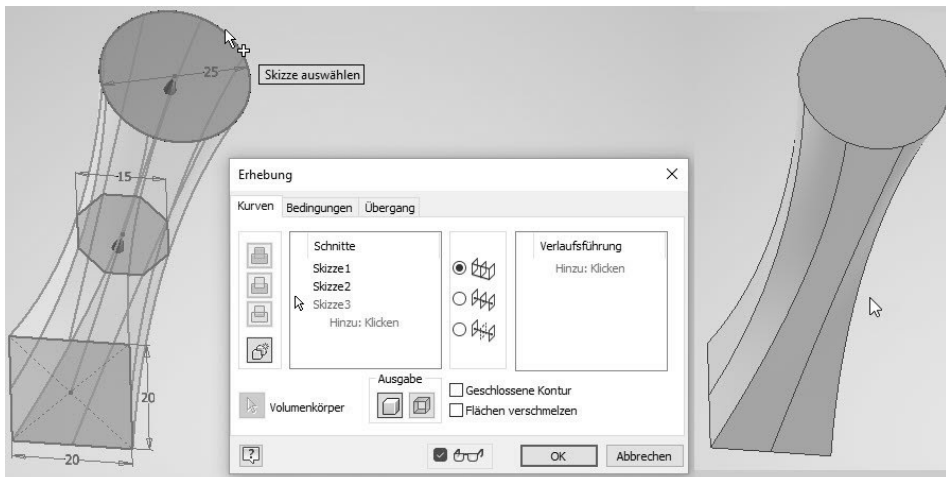 25
Skizze auswählen
15
20
20
Erhebung
Kurven Bedingungen Übergang
Schnitte
Skizze1
Skizze2
Skizze3
Hinzu: Klicken
Verlaufsführung
Hinzu: Klicken
Volumenkörper
Ausgabe
Geschlossene Kontur
Flächen verschmelzen
?
OK Abbrechen